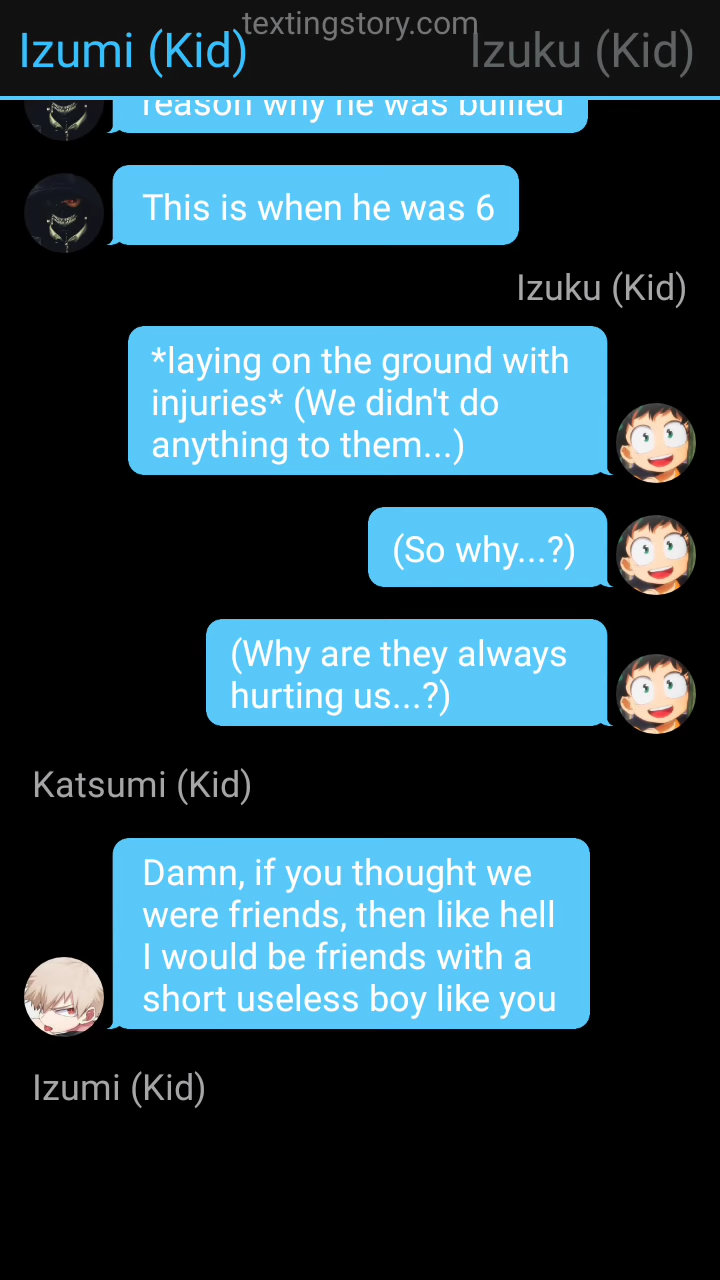 textingstory.com
Izumi (Kid)
Izuku (Kid)
reason why he was bullied
This is when he was 6
Izuku (Kid)
*laying on the ground with
injuries* (We didn't do
anything to them...)
(So why...?)
(Why are they always
hurting us...?)
Katsumi (Kid)
Damn, if you thought we
were friends, then like hell
I would be friends with a
short useless boy like you
Izumi (Kid)